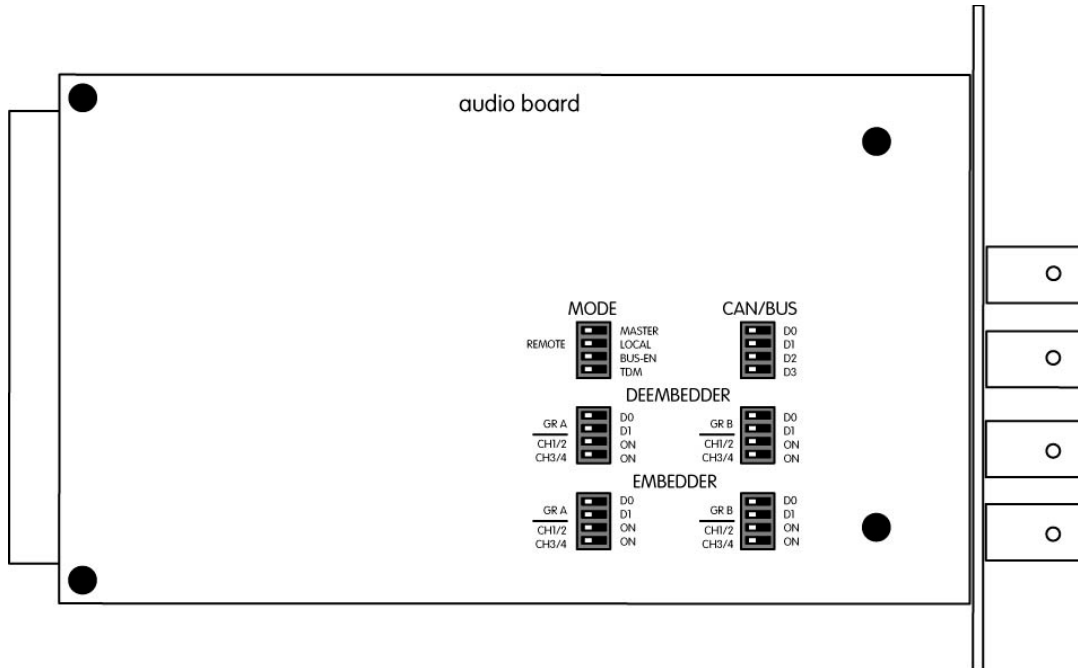 audio board
MODE
REMOTE
MASTER
LOCAL
BUS-EN
TDM
CAN/BUS
D0
D1
D2
D3
DEEMBEDDER
GR A
CH1/2
CH3/4
D0
D1
ON
ON
GR B
CH1/2
CH3/4
D0
D1
ON
ON
EMBEDDER
GR A
CH1/2
CH3/4
D0
D1
ON
ON
GR B
CH1/2
CH3/4
D0
D1
ON
ON